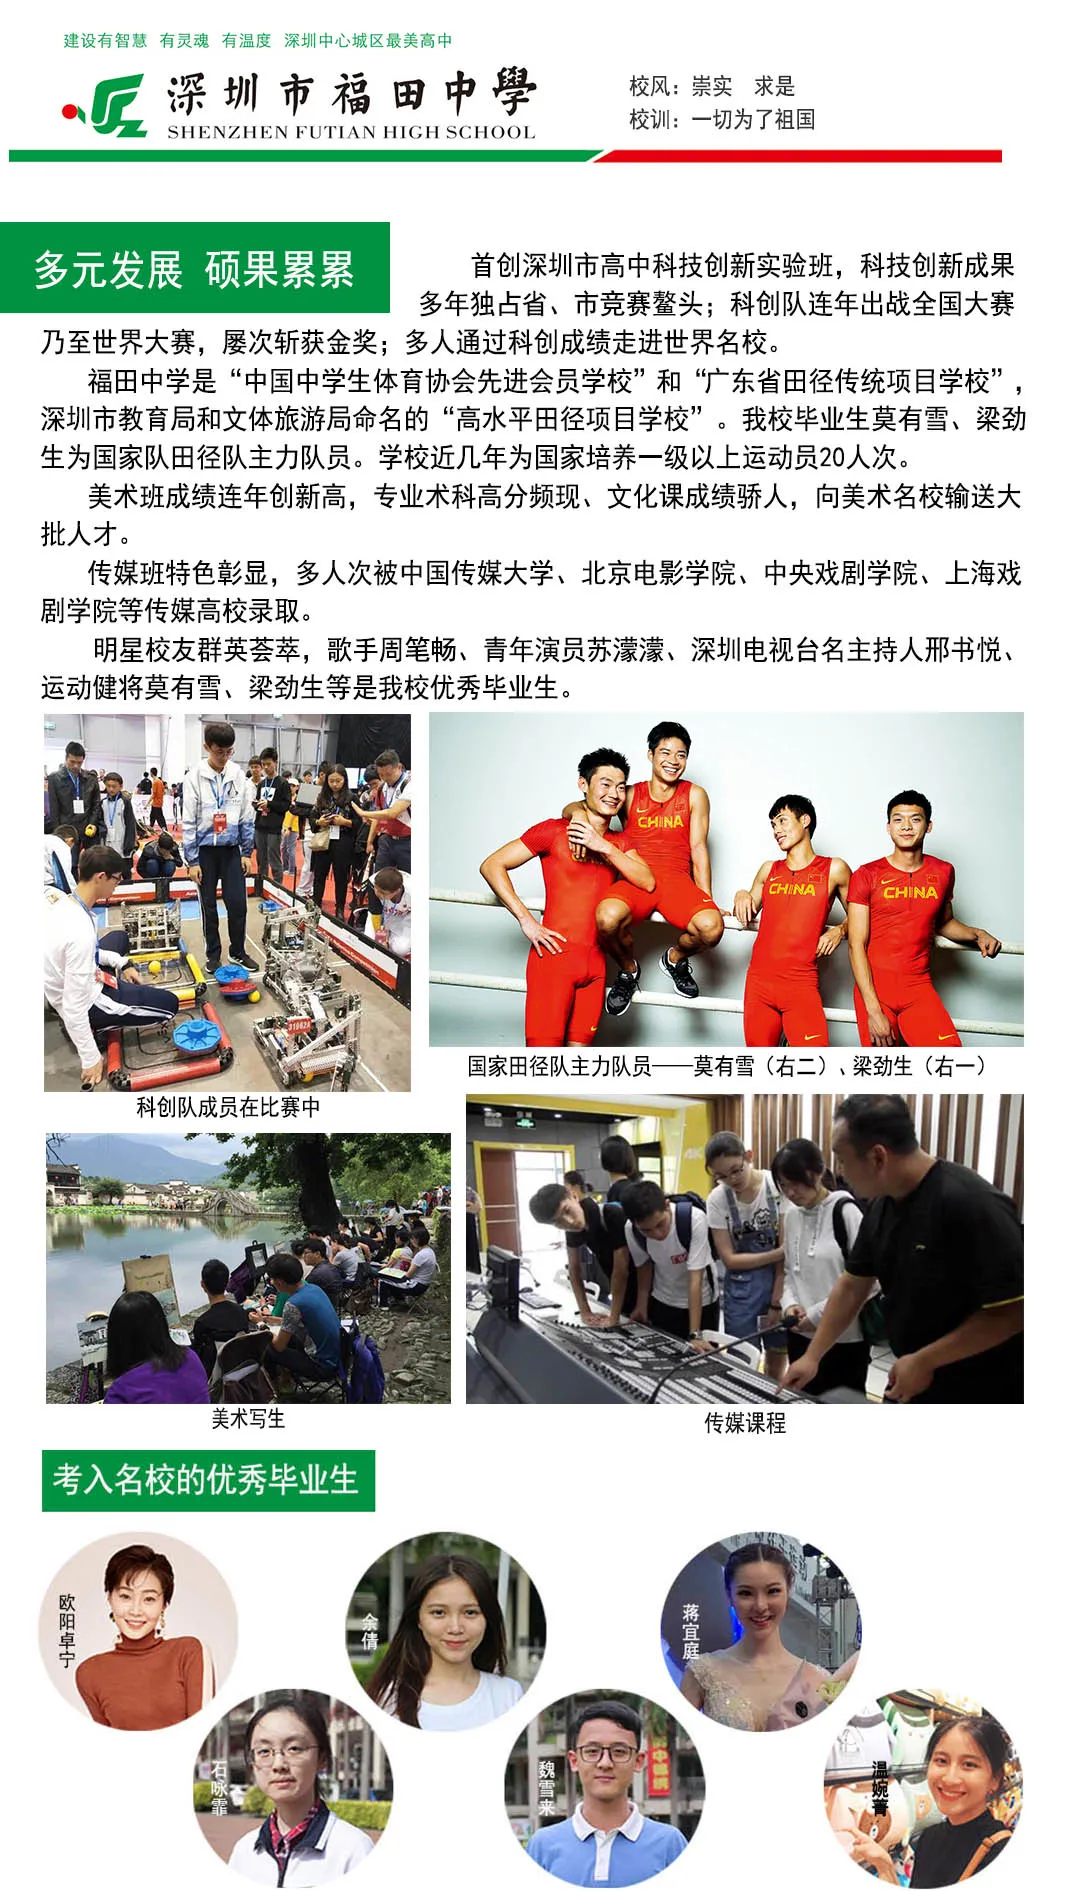 建设有智慧 有灵魂 有温度 深圳中心城区最美高中
深圳市福田中學
SHENZHEN FUTIAN HIGH SCHOOL
校风：崇实 求是
校训：一切为了祖国
多元发展 硕果累累
首创深圳市高中科技创新实验班，科技创新成果
多年独占省、市竞赛鳌头；科创队连年出战全国大赛
乃至世界大赛，屡次斩获金奖；多人通过科创成绩走进世界名校。
福田中学是“中国中学生体育协会先进会员学校”和“广东省田径传统项目学校”，
深圳市教育局和文体旅游局命名的“高水平田径项目学校”。我校毕业生莫有雪、梁劲
生为国家队田径队主力队员。学校近几年为国家培养一级以上运动员20人次。
美术班成绩连年创新高，专业术科高分频现、文化课成绩骄人，向美术名校输送大
批人才。
传媒班特色彰显，多人次被中国传媒大学、北京电影学院、中央戏剧学院、上海戏
剧学院等传媒高校录取。
明星校友群英荟萃，歌手周笔畅、青年演员苏濛濛、深圳电视台名主持人邢书悦、
运动健将莫有雪、梁劲生等是我校优秀毕业生。
CHINA
CHINA
CHINA
31962A
科创队成员在比赛中
国家田径队主力队员——莫有雪（右二）、梁劲生（右一）
美术写生
传媒课程
考入名校的优秀毕业生
欧阳卓宁
余倩
蒋宜庭
石咏霏
魏雪来
温婉菁